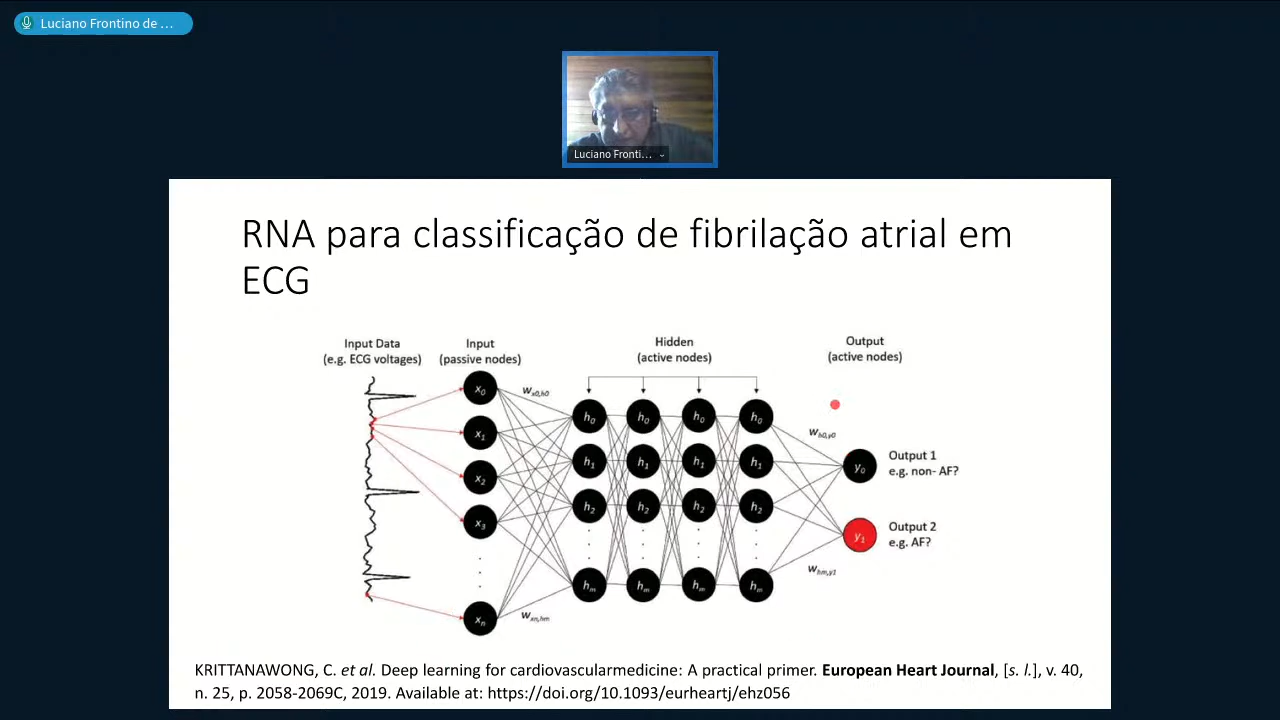 Luciano Frontino de ...
Luciano Fronti...
RNA para classificação de fibrilação atrial em
ECG
Input Data
(e.g. ECG voltages)
Input
(passive nodes)
Hidden
(active nodes)
Output
(active nodes)
x0
x1
x2
x3
xn
wx0,h0
wxn,hm
h0 h0 h0 h0
h1 h1 h1 h1
h2 h2 h2 h2
hm hm hm hm
wh0,y0
whm,y1
y0
y1
Output 1
e.g. non- AF?
Output 2
e.g. AF?
KRITTANAWONG, C. et al. Deep learning for cardiovascularmedicine: A practical primer. European Heart Journal, [s. l.], v. 40,
n. 25, p. 2058-2069C, 2019. Available at: https://doi.org/10.1093/eurheartj/ehz056